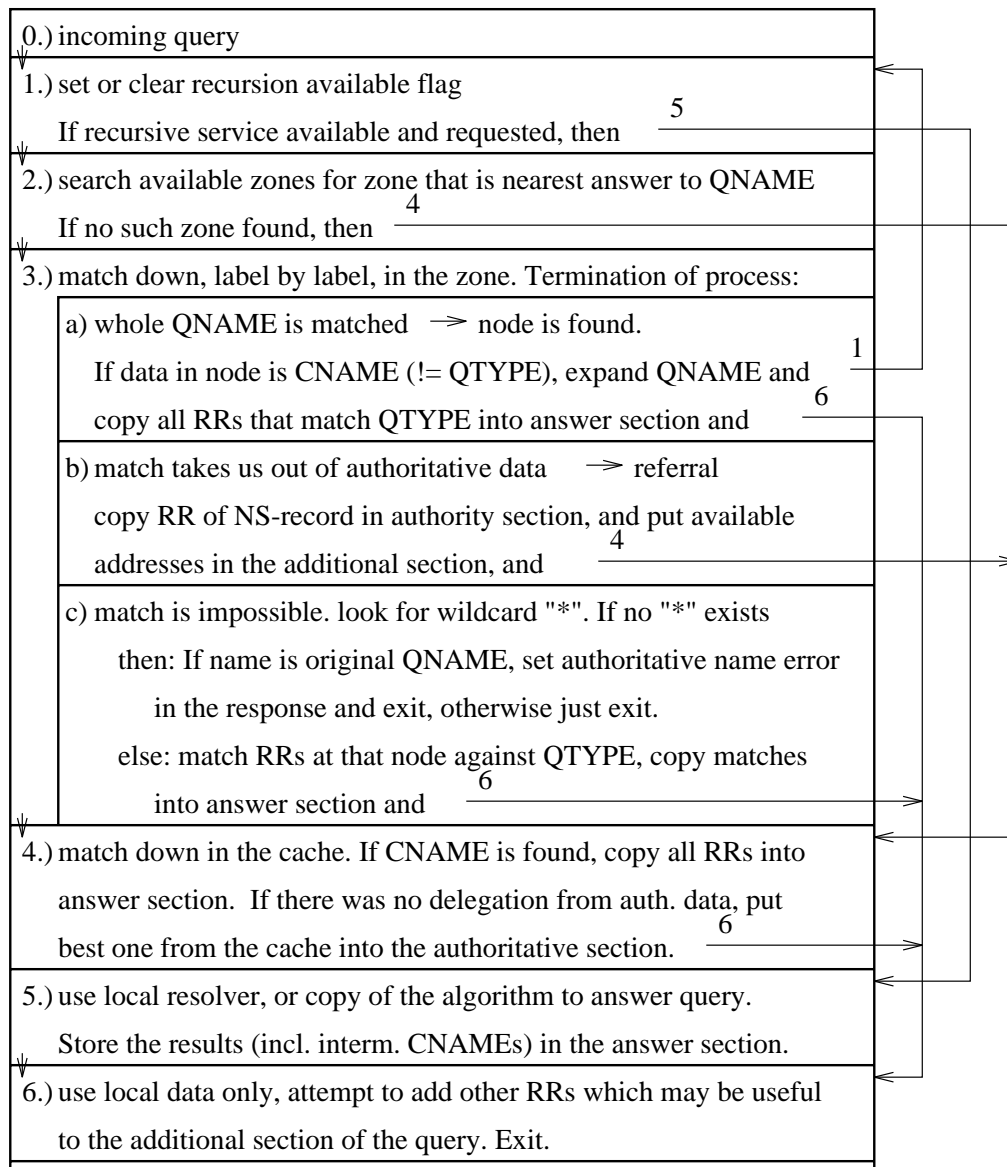 0.) incoming query
1.) set or clear recursion available flag
If recursive service available and requested, then 5
2.) search available zones for zone that is nearest answer to QNAME
If no such zone found, then 4
3.) match down, label by label, in the zone. Termination of process:
a) whole QNAME is matched → node is found.
If data in node is CNAME (!= QTYPE), expand QNAME and 1
copy all RRs that match QTYPE into answer section and 6
b) match takes us out of authoritative data → referral
copy RR of NS-record in authority section, and put available
addresses in the additional section, and 4
c) match is impossible. look for wildcard "*". If no "*" exists
then: If name is original QNAME, set authoritative name error
in the response and exit, otherwise just exit.
else: match RRs at that node against QTYPE, copy matches
into answer section and 6
4.) match down in the cache. If CNAME is found, copy all RRs into
answer section. If there was no delegation from auth. data, put
best one from the cache into the authoritative section. 6
5.) use local resolver, or copy of the algorithm to answer query.
Store the results (incl. interm. CNAMEs) in the answer section.
6.) use local data only, attempt to add other RRs which may be useful
to the additional section of the query. Exit.